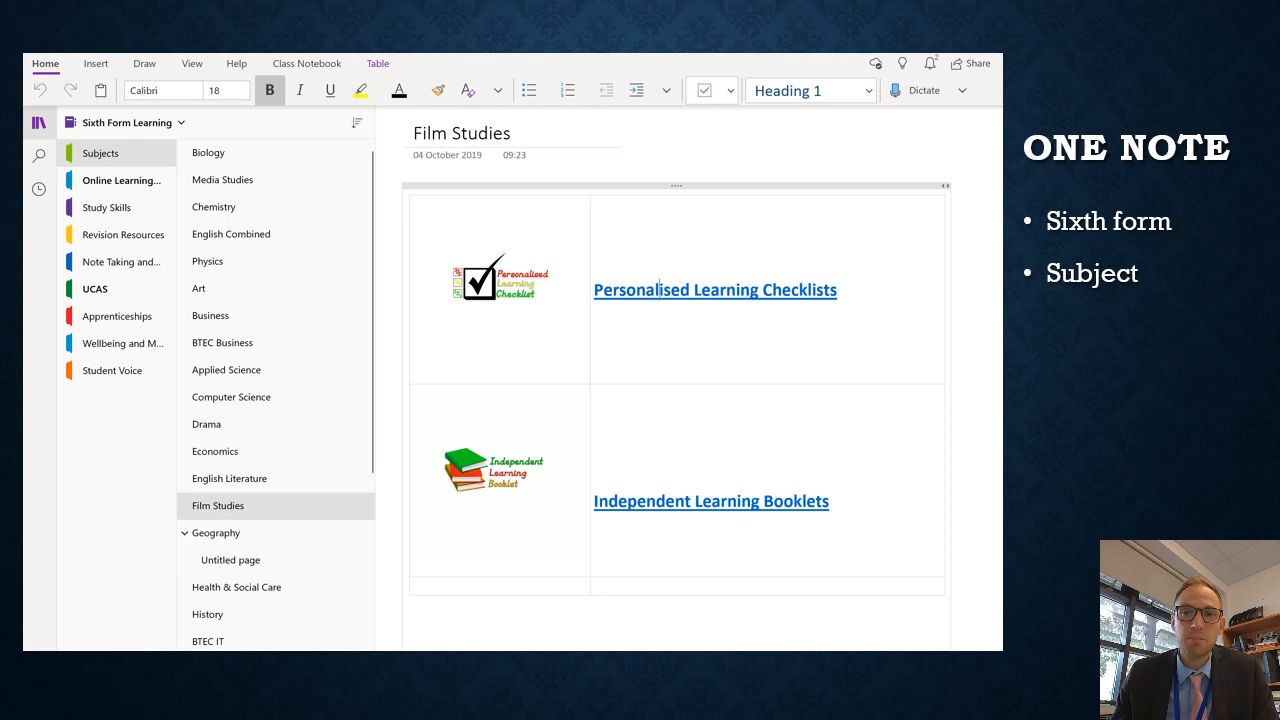 Home Insert Draw View Help Class Notebook Table
2
Share
Calibri 18 B I U A A Heading 1 Dictate
Sixth Form Learning
Subjects
Online Learning...
Study Skills
Revision Resources
Note Taking and...
UCAS
Apprenticeships
Wellbeing and M...
Student Voice
Biology
Media Studies
Chemistry
English Combined
Physics
Art
Business
BTEC Business
Applied Science
Computer Science
Drama
Economics
English Literature
Film Studies
Geography
Untitled page
Health & Social Care
History
BTEC IT
Film Studies
04 October 2019 09:23
Personalised
Learning
Checklist
Personalised Learning Checklists
Independent
Learning
Booklet
Independent Learning Booklets
ONE NOTE
• Sixth form
• Subject